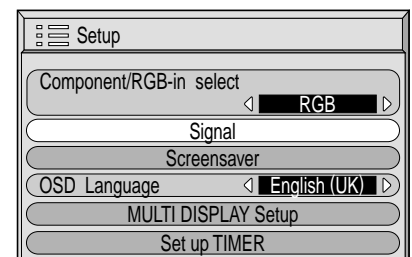 Setup
Component/RGB-in select
RGB
Signal
Screensaver
OSD Language English (UK)
MULTI DISPLAY Setup
Set up TIMER